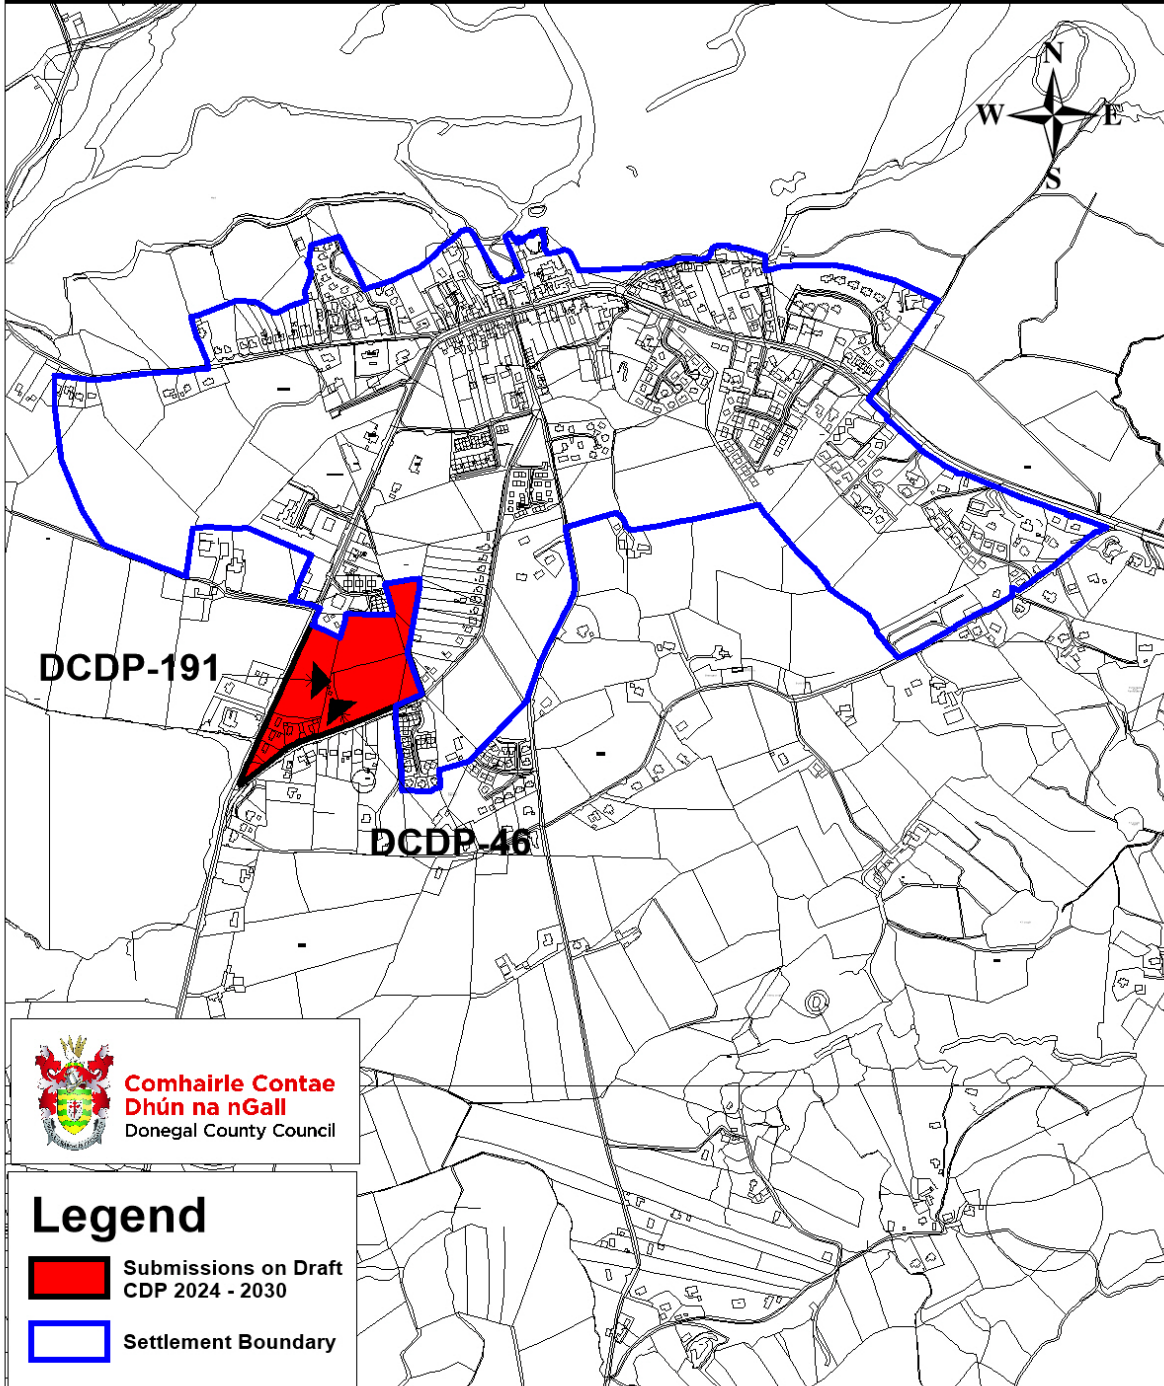 N
W E
S
DCDP-191
DCDP-46
Comhairle Contae
Dhún na nGall
Donegal County Council
Legend
Submissions on Draft
CDP 2024 - 2030
Settlement Boundary